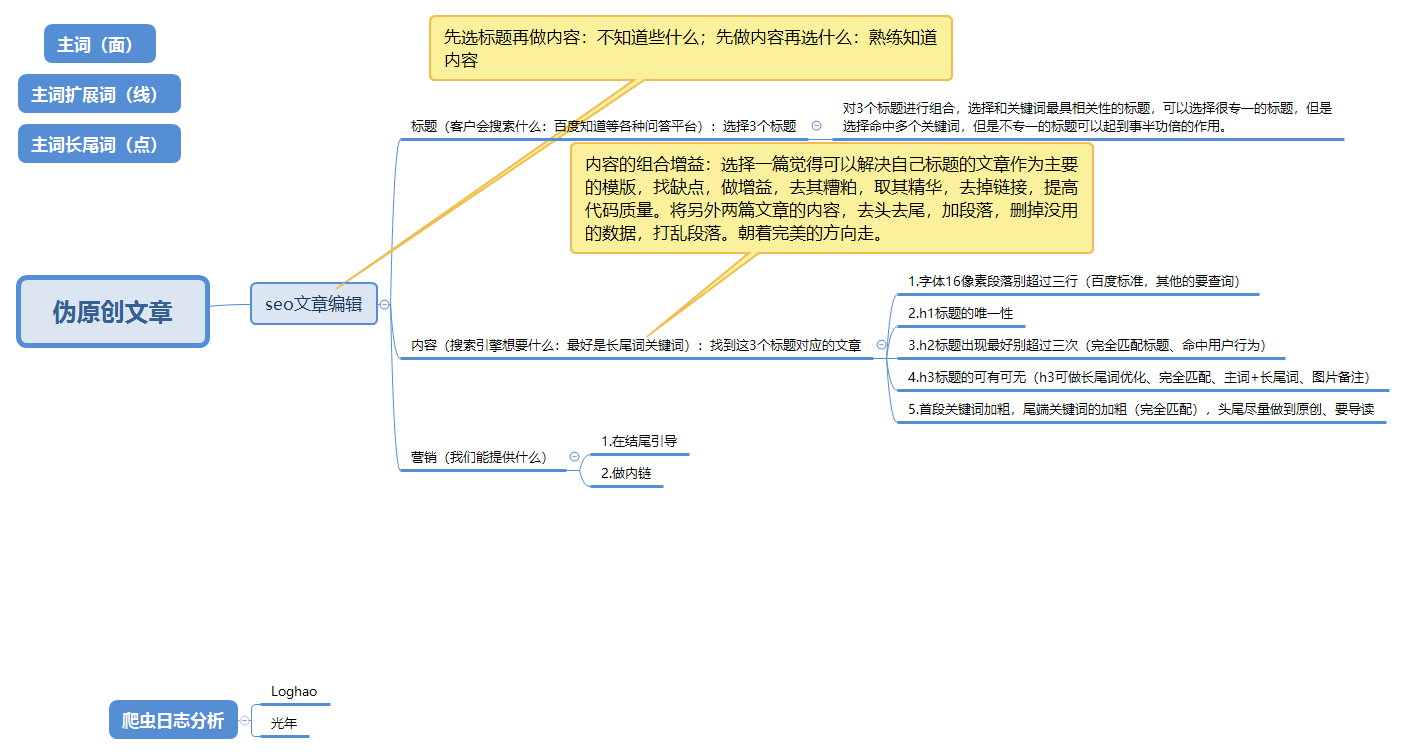 主词（面）
主词扩展词（线）
主词长尾词（点）
先选标题再做内容：不知道些什么；先做内容再选什么：熟练知道
内容
标题（客户会搜索什么：百度知道等各种问答平台）：选择3个标题
对3个标题进行组合，选择和关键词最具相关性的标题，可以选择很专一的标题，但是
选择命中多个关键词，但是不专一的标题可以起到事半功倍的作用。
内容的组合增益：选择一篇觉得可以解决自己标题的文章作为主要
的模版，找缺点，做增益，去其糟粕，取其精华，去掉链接，提高
代码质量。将另外两篇文章的内容，去头去尾，加段落，删掉没用
的数据，打乱段落。朝着完美的方向走。
伪原创文章
seo文章编辑
内容（搜索引擎想要什么：最好是长尾词关键词）：找到这3个标题对应的文章
1.字体16像素段落别超过三行（百度标准，其他的要查询）
2.h1标题的唯一性
3.h2标题出现最好别超过三次（完全匹配标题、命中用户行为）
4.h3标题的可有可无（h3可做长尾词优化、完全匹配、主词+长尾词、图片备注）
5.首段关键词加粗，尾端关键词的加粗（完全匹配），头尾尽量做到原创、要导读
营销（我们能提供什么）
1.在结尾引导
2.做内链
爬虫日志分析
Loghao
光年